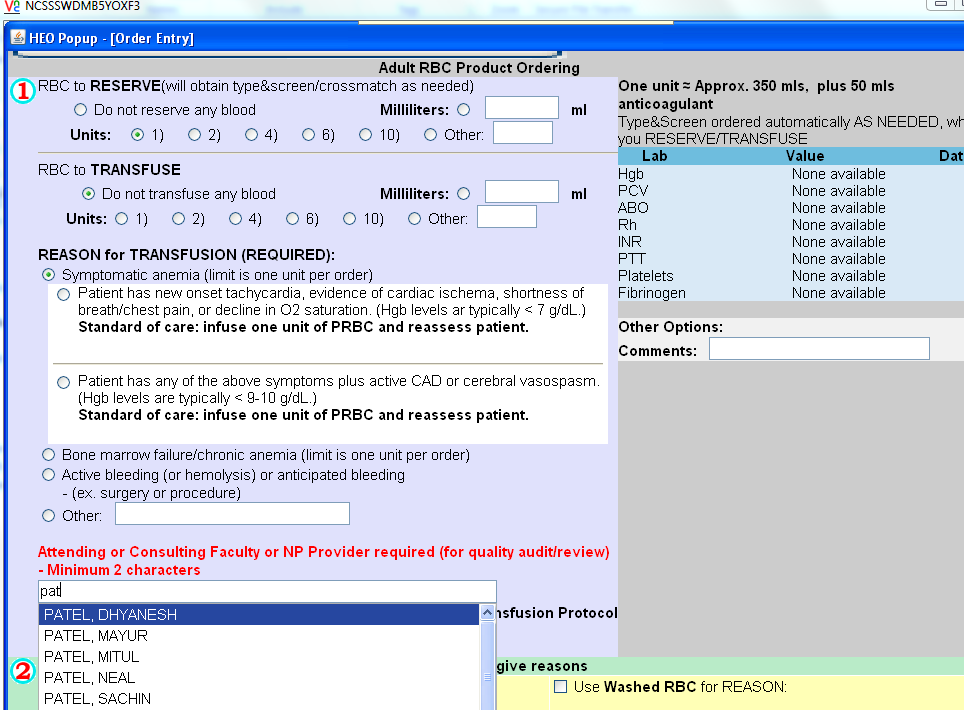 V2 NCSSSWDMB5YOXF3
HEO Popup - [Order Entry]
Adult RBC Product Ordering
1 RBC to RESERVE(will obtain type&screen/crossmatch as needed)
Do not reserve any blood Milliliters: ml
Units: 1) 2) 4) 6) 10) Other:
RBC to TRANSFUSE
Do not transfuse any blood Milliliters: ml
Units: 1) 2) 4) 6) 10) Other:
REASON for TRANSFUSION (REQUIRED):
Symptomatic anemia (limit is one unit per order)
Patient has new onset tachycardia, evidence of cardiac ischema, shortness of
breath/chest pain, or decline in O2 saturation. (Hgb levels ar typically < 7 g/dL.)
Standard of care: infuse one unit of PRBC and reassess patient.
Patient has any of the above symptoms plus active CAD or cerebral vasospasm.
(Hgb levels are typically < 9-10 g/dL.)
Standard of care: infuse one unit of PRBC and reassess patient.
Bone marrow failure/chronic anemia (limit is one unit per order)
Active bleeding (or hemolysis) or anticipated bleeding
- (ex. surgery or procedure)
Other:
Attending or Consulting Faculty or NP Provider required (for quality audit/review)
- Minimum 2 characters
pat
PATEL, DHYANESH
PATEL, MAYUR
PATEL, MITUL
PATEL, NEAL
PATEL, SACHIN
nsfusion Protocol
2 give reasons
Use Washed RBC for REASON:
One unit ≈ Approx. 350 mls, plus 50 mls
anticoagulant
Type&Screen ordered automatically AS NEEDED, wh
you RESERVE/TRANSFUSE
Lab Value Dat
Hgb None available
PCV None available
ABO None available
Rh None available
INR None available
PTT None available
Platelets None available
Fibrinogen None available
Other Options:
Comments: